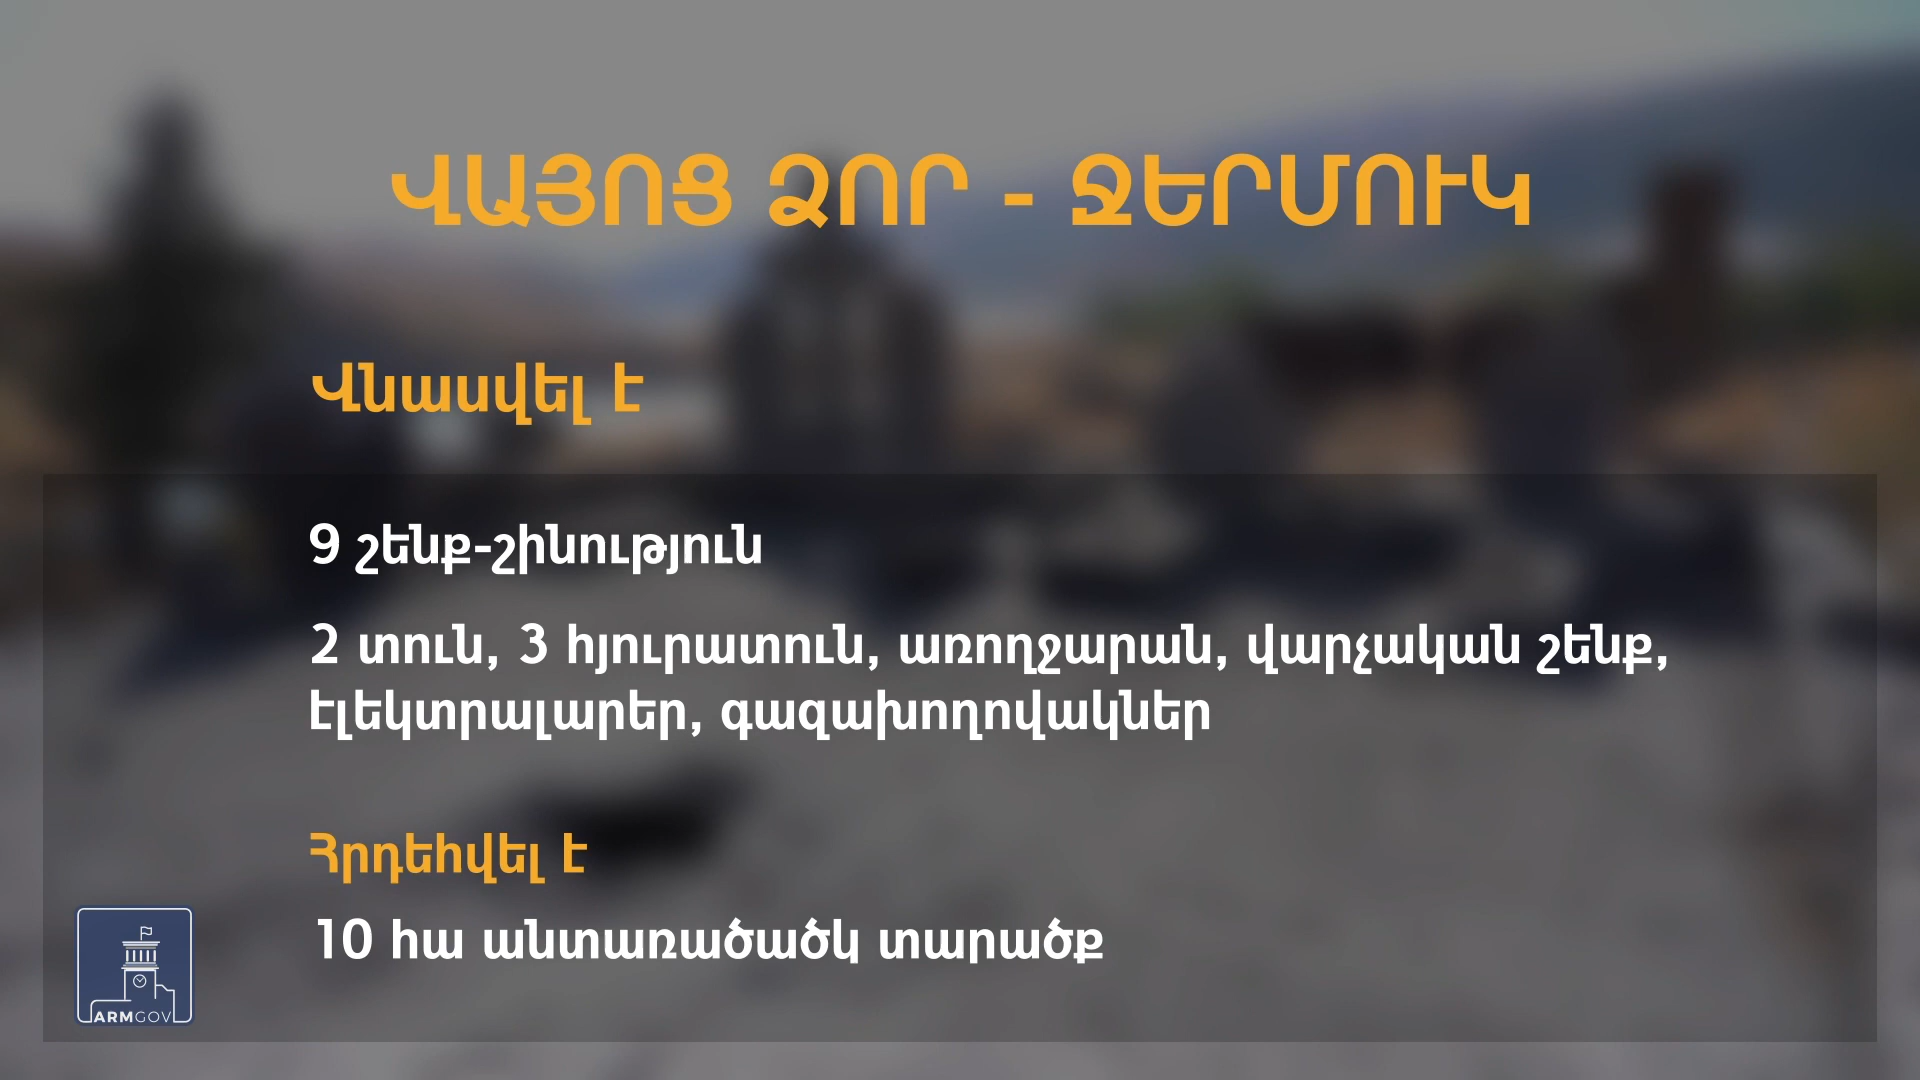 ՎԱՅՈՑ ՁՈՐ - ՋԵՐՄՈՒԿ
Վնասվել է
9 շենք-շինություն
2 տուն, 3 հյուրատուն, առողջարան, վարչական շենք,
էլեկտրալարեր, գազախողովակներ
Հրդեհվել է
10 հա անտառածածկ տարածք
ARMGOV